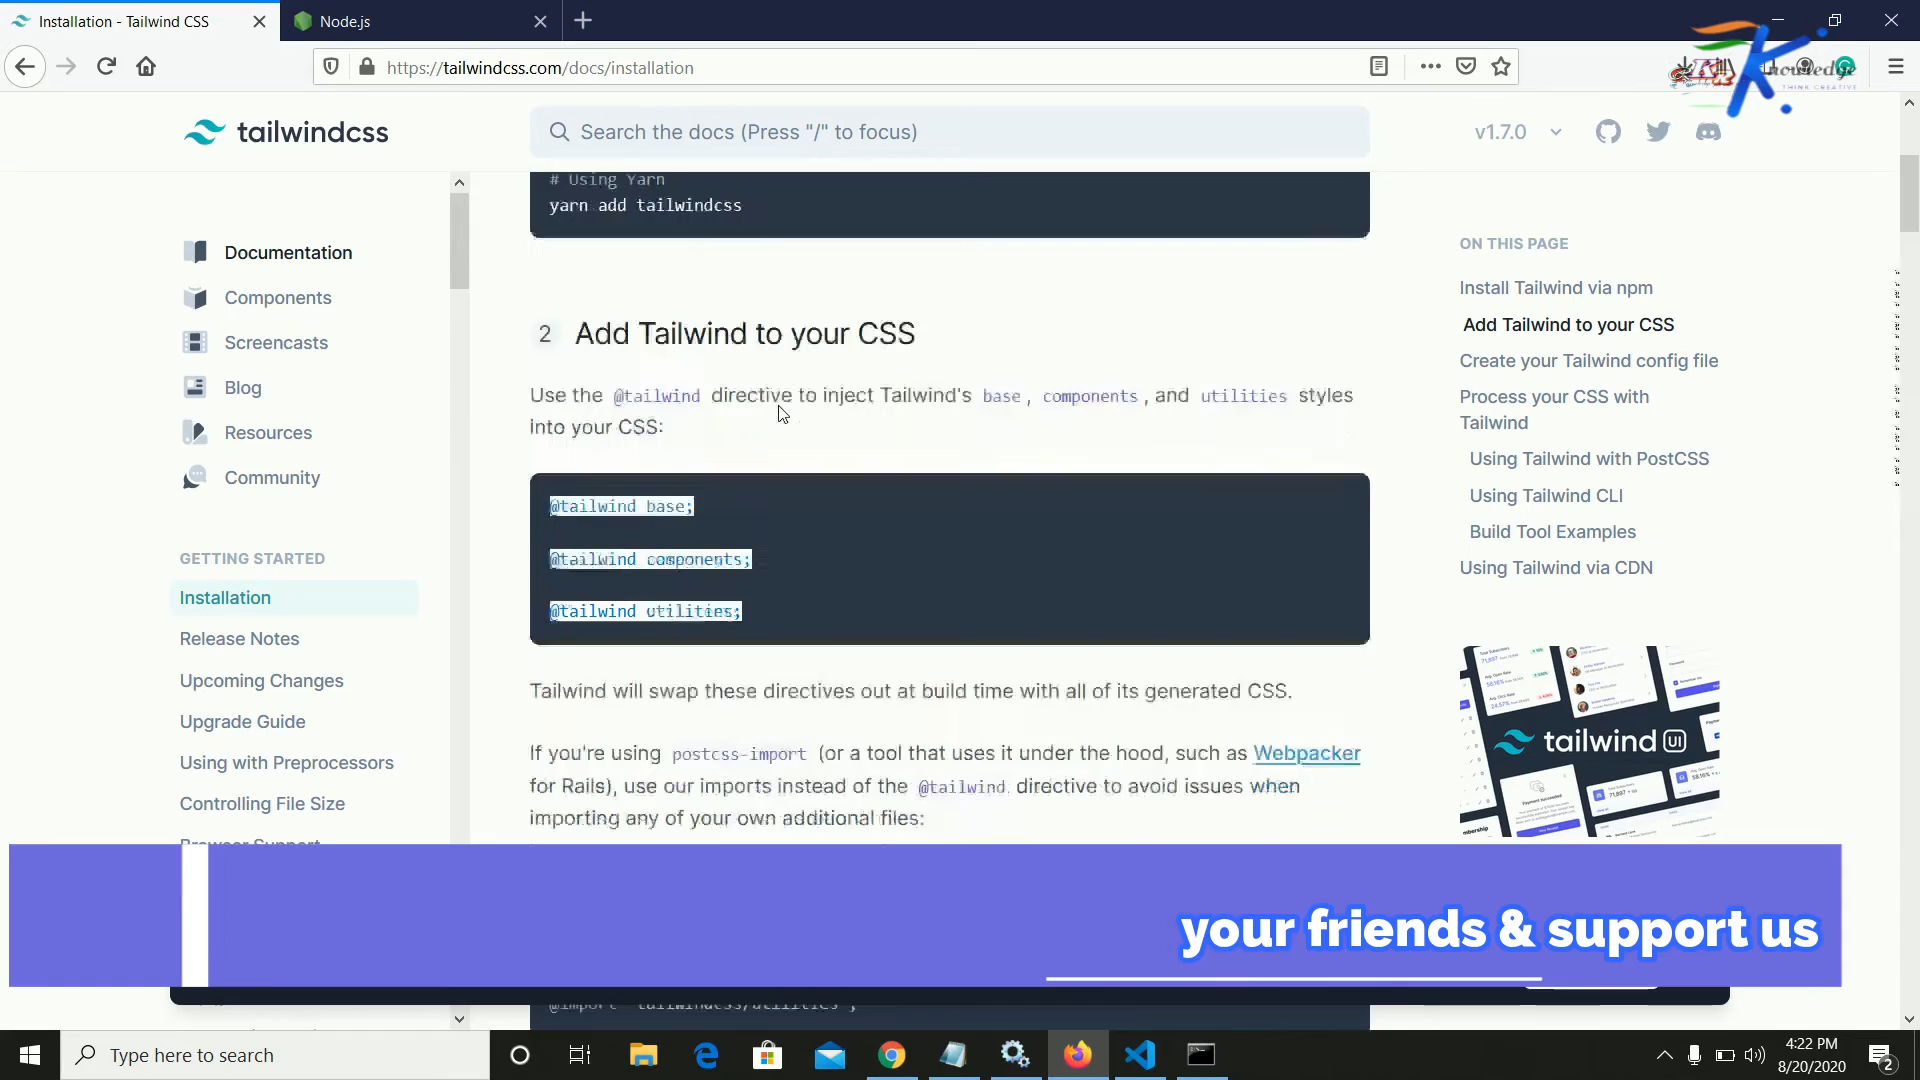 Installation - Tailwind CSS
Node.js
https://tailwindcss.com/docs/installation
Knowledge
THINK CREATIVE
tailwindcss
Search the docs (Press "/" to focus)
v1.7.0
# Using Yarn
yarn add tailwindcss
Documentation
Components
Screencasts
Blog
Resources
Community
GETTING STARTED
Installation
Release Notes
Upcoming Changes
Upgrade Guide
Using with Preprocessors
Controlling File Size
Browser Support
2 Add Tailwind to your CSS
Use the @tailwind directive to inject Tailwind's base, components, and utilities styles
into your CSS:
@tailwind base;
@tailwind components;
@tailwind utilities;
Tailwind will swap these directives out at build time with all of its generated CSS.
If you're using postcss-import (or a tool that uses it under the hood, such as Webpacker
for Rails), use our imports instead of the @tailwind directive to avoid issues when
importing any of your own additional files:
@import "tailwindcss/utilities";
ON THIS PAGE
Install Tailwind via npm
Add Tailwind to your CSS
Create your Tailwind config file
Process your CSS with
Tailwind
Using Tailwind with PostCSS
Using Tailwind CLI
Build Tool Examples
Using Tailwind via CDN
tailwind UI
your friends & support us
Type here to search
4:22 PM
8/20/2020
2